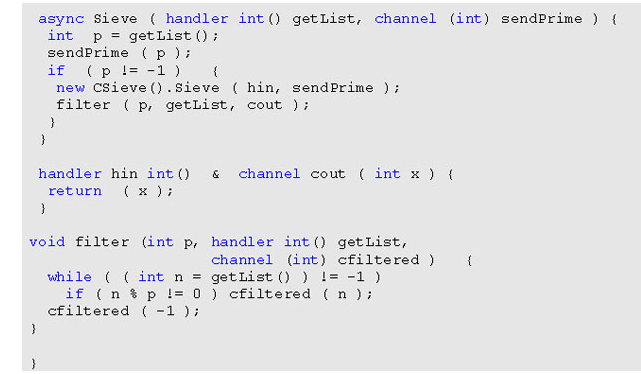 async Sieve ( handler int() getList, channel (int) sendPrime ) {
int p = getList();
sendPrime ( p );
if ( p != -1 ) {
new CSieve().Sieve ( hin, sendPrime );
filter ( p, getList, cout );
}
}
handler hin int() & channel cout ( int x ) {
return ( x );
}
void filter (int p, handler int() getList,
channel (int) cfiltered ) {
while ( ( int n = getList() ) != -1 )
if ( n % p != 0 ) cfiltered ( n );
cfiltered ( -1 );
}
}